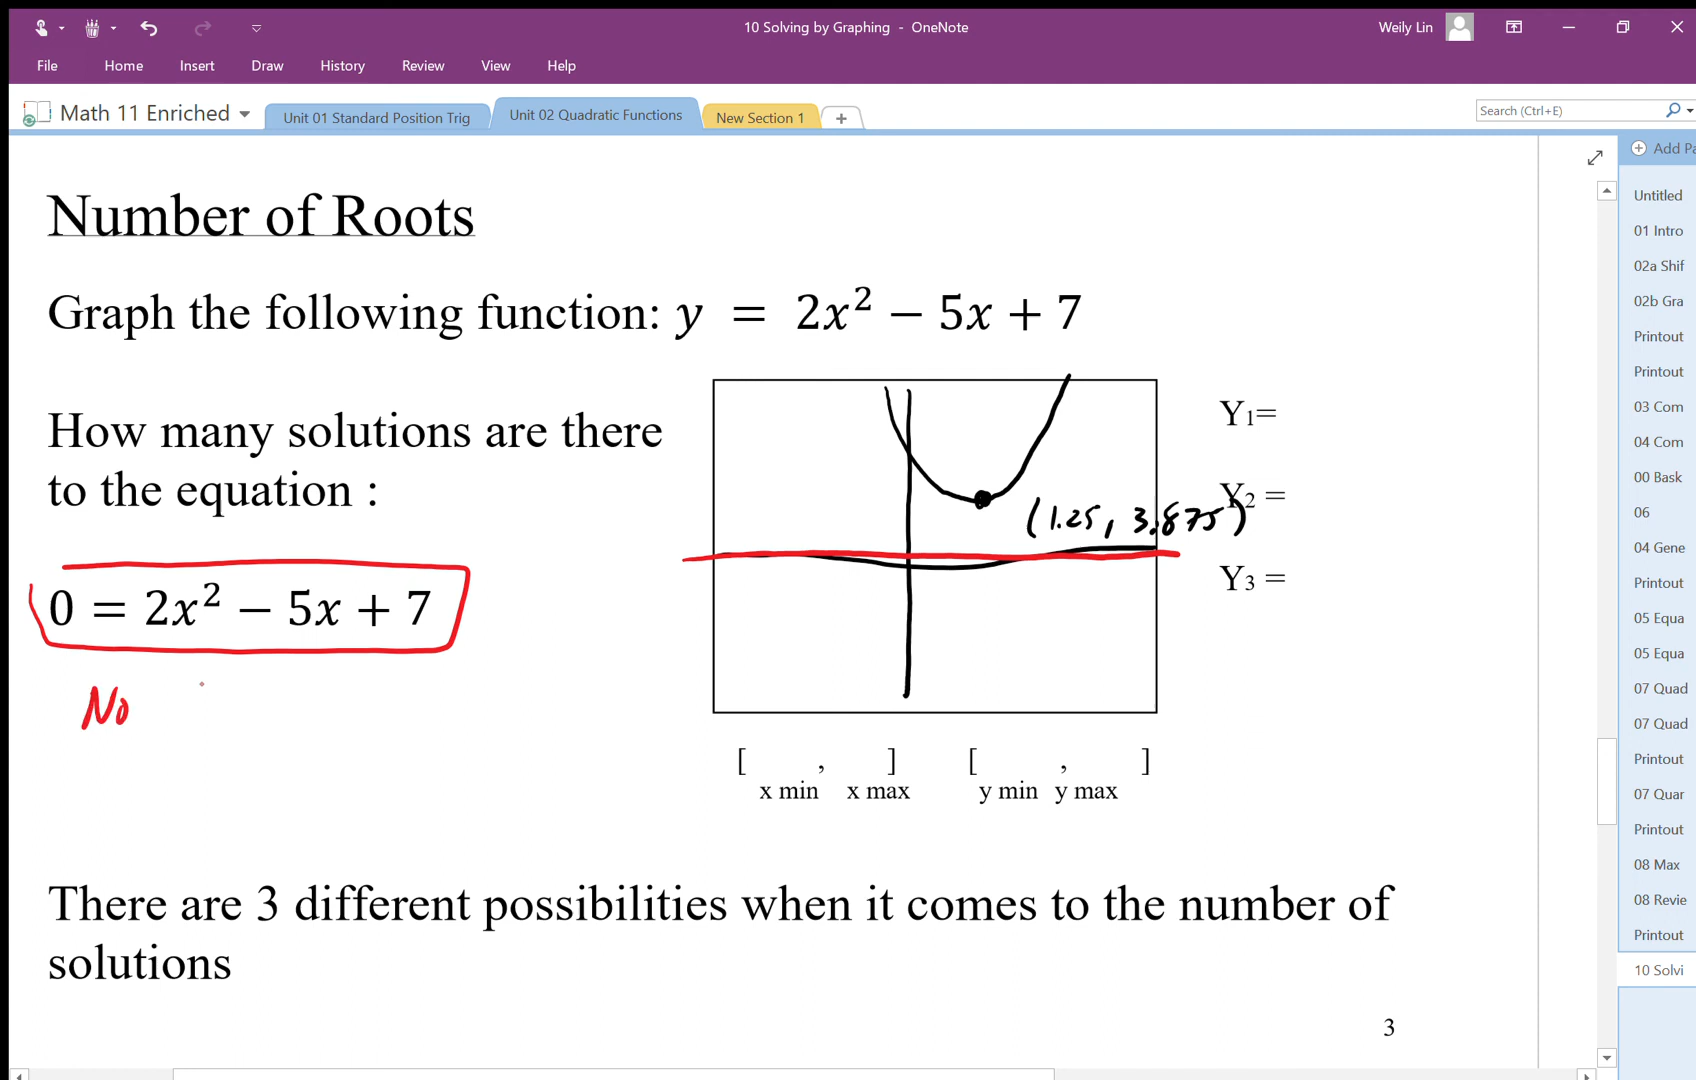 10 Solving by Graphing - OneNote
Weily Lin
File Home Insert Draw History Review View Help
Math 11 Enriched
Unit 01 Standard Position Trig
Unit 02 Quadratic Functions
New Section 1
Search (Ctrl+E)
Number of Roots
Graph the following function: y = 2x² − 5x + 7
How many solutions are there
to the equation :
0 = 2x² − 5x + 7
No
(1.25, 3.875)
Y₁=
Y₂ =
Y₃ =
[ , ] [ , ]
x min x max y min y max
There are 3 different possibilities when it comes to the number of
solutions
3
Add Pa
Untitled
01 Intro
02a Shif
02b Gra
Printout
Printout
03 Com
04 Com
00 Bask
06
04 Gene
Printout
05 Equa
05 Equa
07 Quad
07 Quad
Printout
07 Quar
Printout
08 Max
08 Revie
Printout
10 Solvi